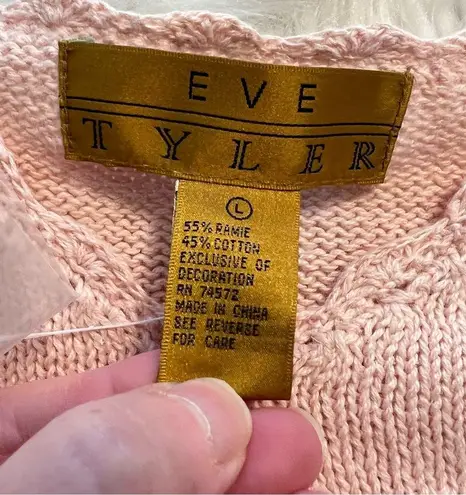 EVE
TYLER
L
55% RAMIE
45% COTTON
EXCLUSIVE OF
DECORATION
RN 74572
MADE IN CHINA
SEE REVERSE
FOR CARE